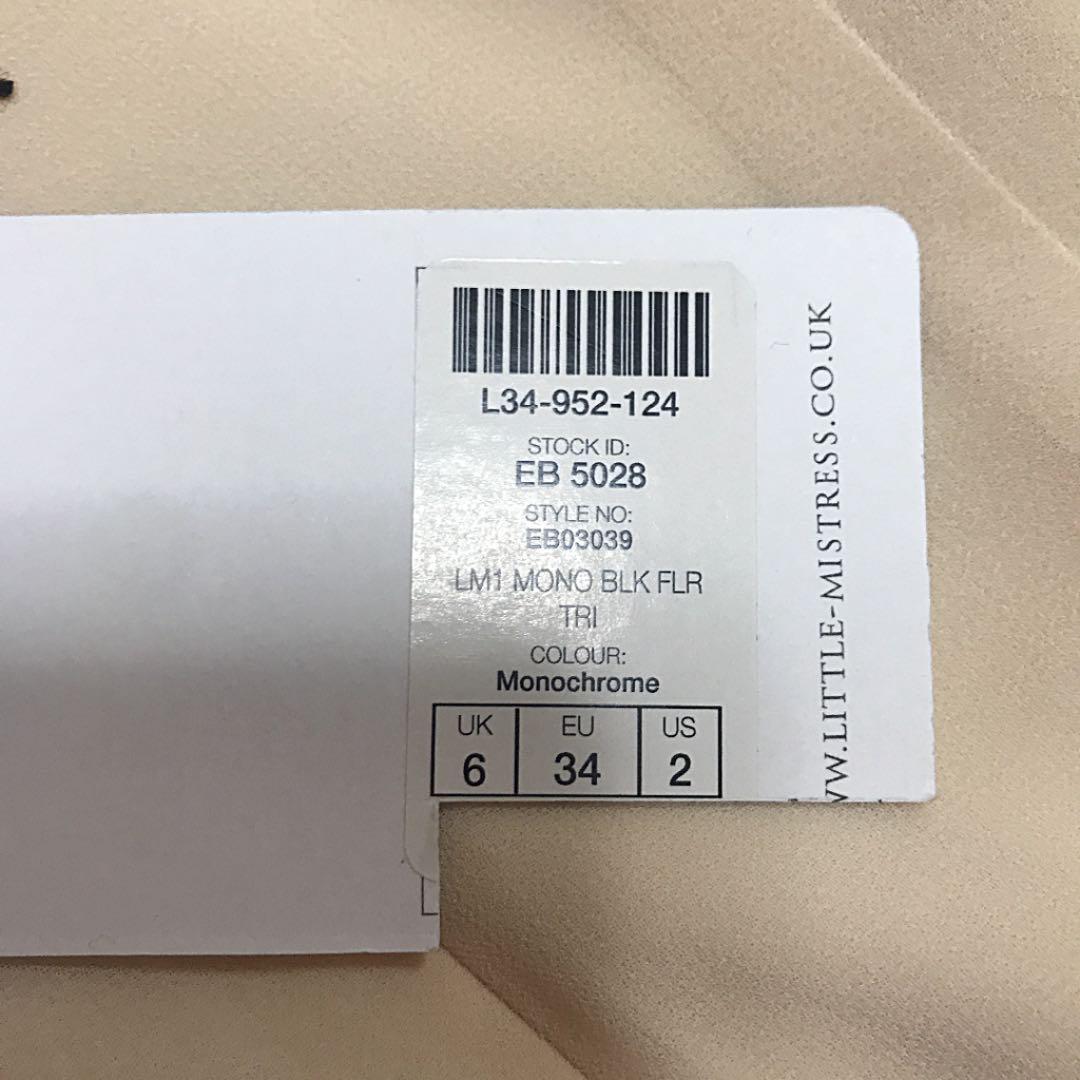 L34-952-124
STOCK ID:
EB 5028
STYLE NO:
EB03039
LM1 MONO BLK FLR
TRI
COLOUR:
Monochrome
UK EU US
6 34 2
WW.LITTLE-MISTRESS.CO.UK